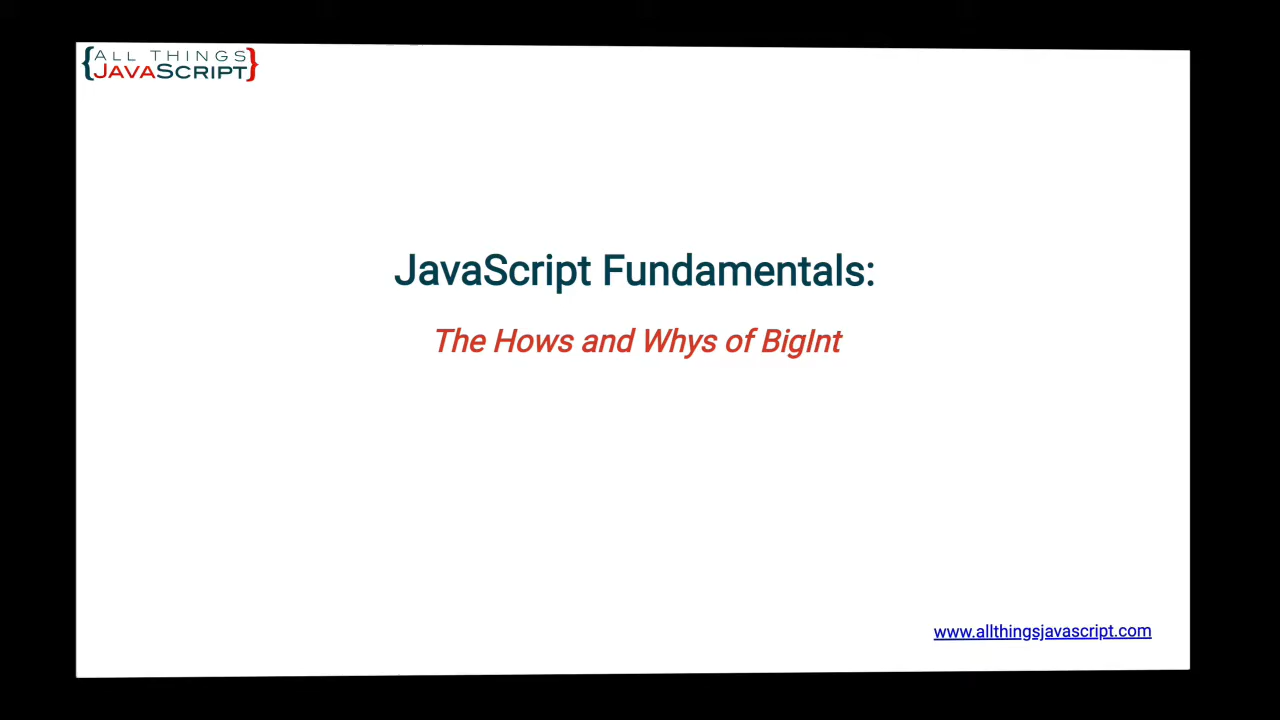 {ALL THINGS
JAVASCRIPT}
JavaScript Fundamentals:
The Hows and Whys of BigInt
www.allthingsjavascript.com